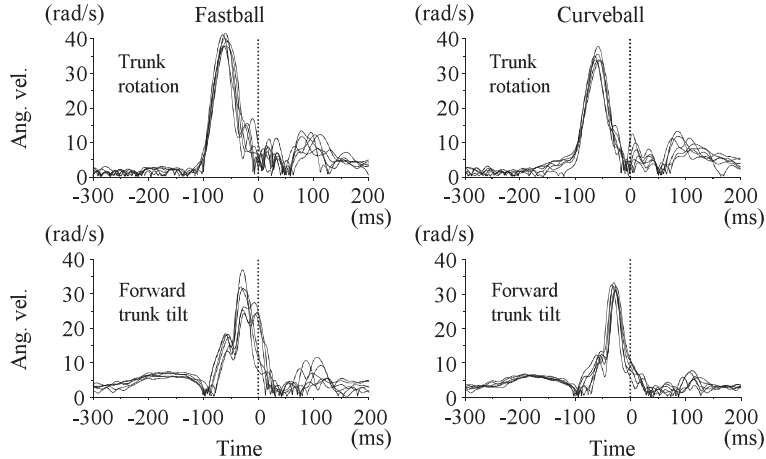 (rad/s) Fastball
40
30
20
10
0
Ang. vel.
Trunk
rotation
-300 -200 -100 0 100 200
(ms)
(rad/s) Curveball
40
30
20
10
0
Trunk
rotation
-300 -200 -100 0 100 200
(ms)
(rad/s)
40
30
20
10
0
Ang. vel.
Forward
trunk tilt
-300 -200 -100 0 100 200
Time (ms)
(rad/s)
40
30
20
10
0
Forward
trunk tilt
-300 -200 -100 0 100 200
Time (ms)